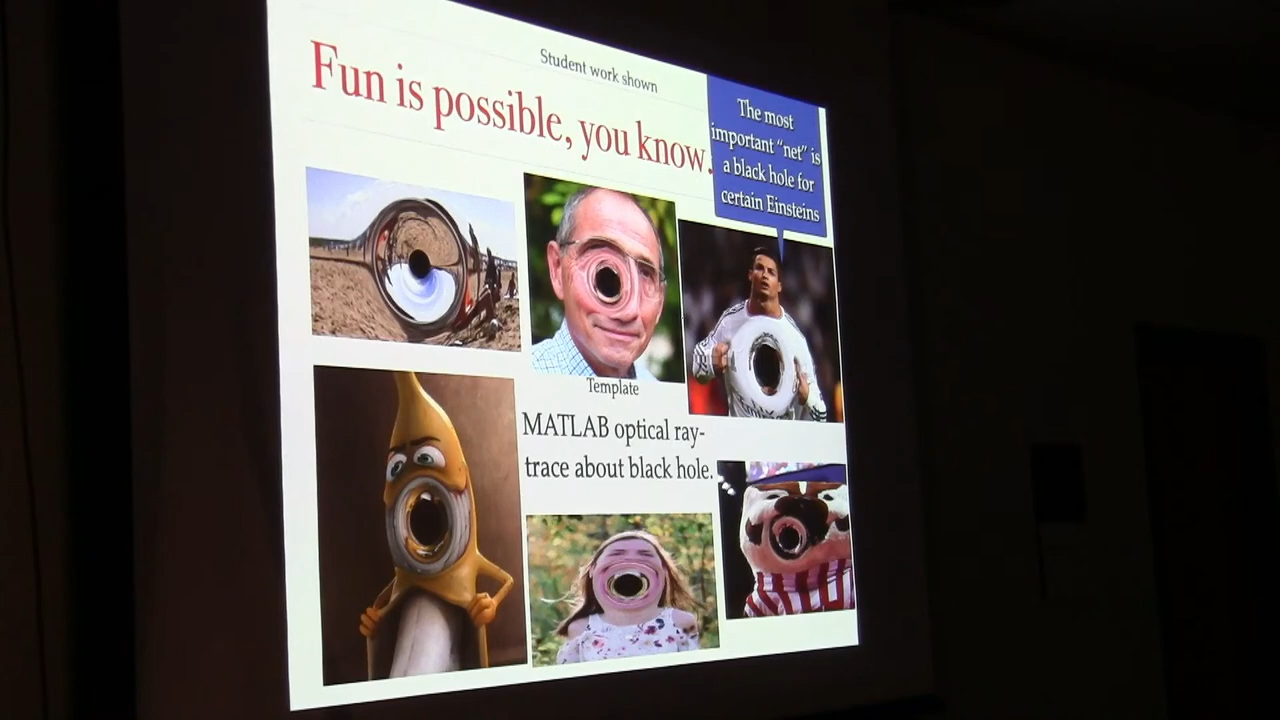 Student work shown
Fun is possible, you know.
The most
important “net” is
a black hole for
certain Einsteins
Template
MATLAB optical ray-
trace about black hole.